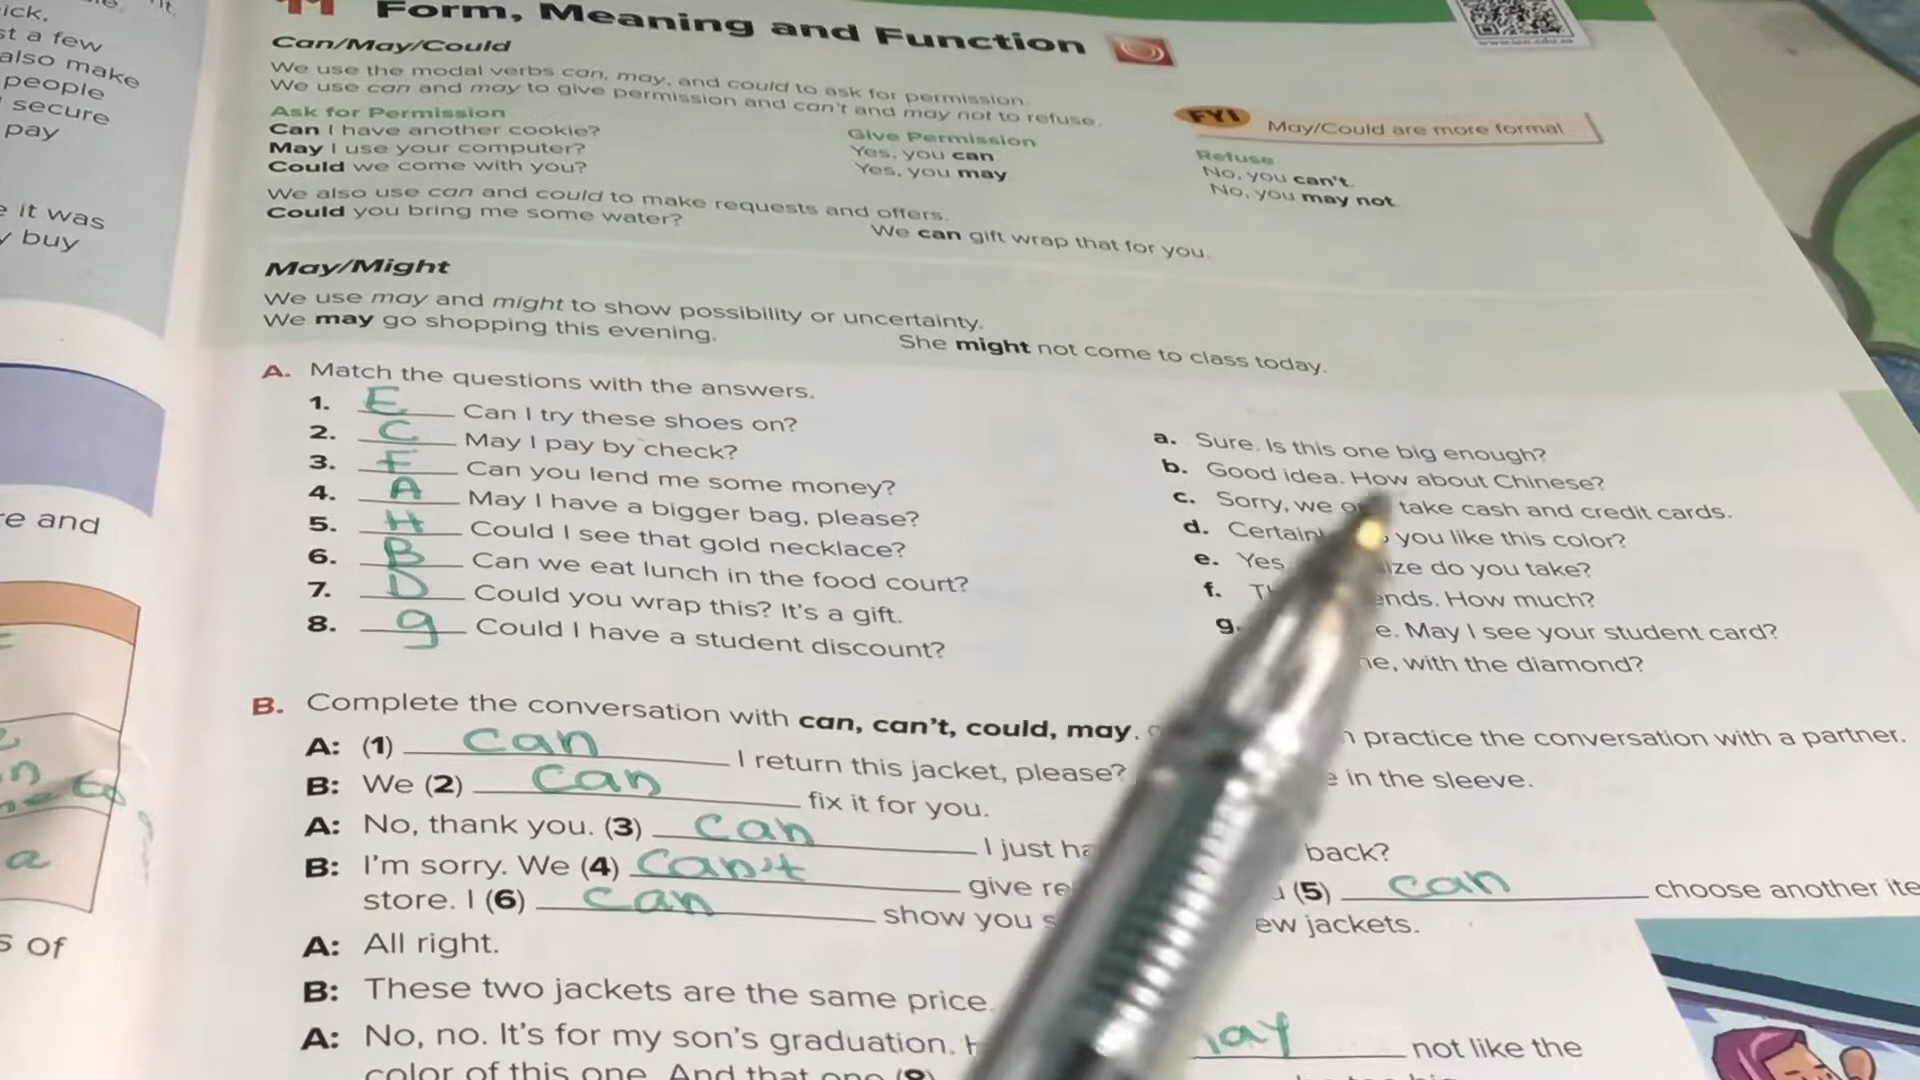 ick.
st a few
also make
people
secure
pay
e it was
y buy
re and
s of
11 Form, Meaning and Function
Can/May/Could
We use the modal verbs can, may, and could to ask for permission.
We use can and may to give permission and can't and may not to refuse.
FYI May/Could are more formal
Ask for Permission
Can I have another cookie?
May I use your computer?
Could we come with you?
Give Permission
Yes, you can
Yes, you may
Refuse
No, you can't.
No, you may not
We also use can and could to make requests and offers.
Could you bring me some water?
We can gift wrap that for you.
May/Might
We use may and might to show possibility or uncertainty.
We may go shopping this evening.
She might not come to class today.
A. Match the questions with the answers.
1. E Can I try these shoes on?
2. C May I pay by check?
3. F Can you lend me some money?
4. A May I have a bigger bag, please?
5. H Could I see that gold necklace?
6. B Can we eat lunch in the food court?
7. D Could you wrap this? It's a gift.
8. g Could I have a student discount?
a. Sure. Is this one big enough?
b. Good idea. How about Chinese?
c. Sorry, we take cash and credit cards.
d. you like this color?
e. Yes do you take?
f. How much?
g. May I see your student card?
with the diamond?
B. Complete the conversation with can, can't, could, may, practice the conversation with a partner.
A: (1) can I return this jacket, please? in the sleeve.
B: We (2) can fix it for you.
A: No, thank you. (3) can I just back?
B: I'm sorry. We (4) can't give (5) can choose another
store. I (6) can show you jackets.
A: All right.
B: These two jackets are the same price.
A: No, no. It's for my son's graduation. not like the
color of this one. And that one